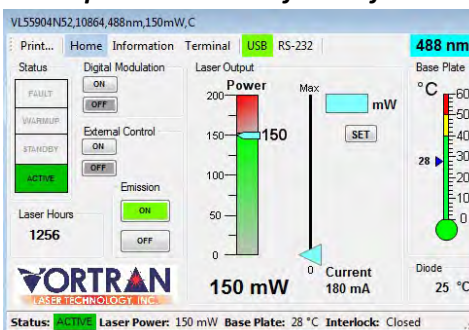 VL55904N52,10864,488nm,150mW,C
Print... Home Information Terminal USB RS-232 488 nm
Status Digital Modulation Laser Output Base Plate
ON
OFF
FAULT
WARMUP
STANDBY
ACTIVE
External Control
ON
OFF
Emission
ON
OFF
Laser Hours
1256
Power
200
150 150
100
50
0
Max
0
mW
SET
150 mW
Current
180 mA
°C
60
50
40
30
28
20
10
0
Diode
25 °C
VORTRAN
LASER TECHNOLOGY, INC.
Status: ACTIVE Laser Power: 150 mW Base Plate: 28 °C Interlock: Closed